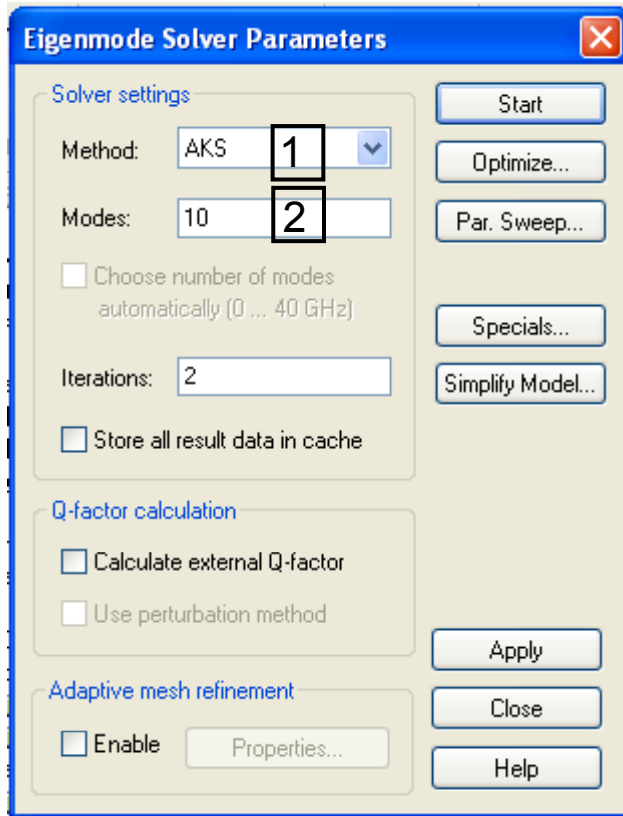 Eigenmode Solver Parameters
Solver settings
Method: AKS 1
Modes: 10 2
Choose number of modes
automatically (0 ... 40 GHz)
Iterations: 2
Store all result data in cache
Q-factor calculation
Calculate external Q-factor
Use perturbation method
Adaptive mesh refinement
Enable Properties...
Start
Optimize...
Par. Sweep...
Specials...
Simplify Model...
Apply
Close
Help